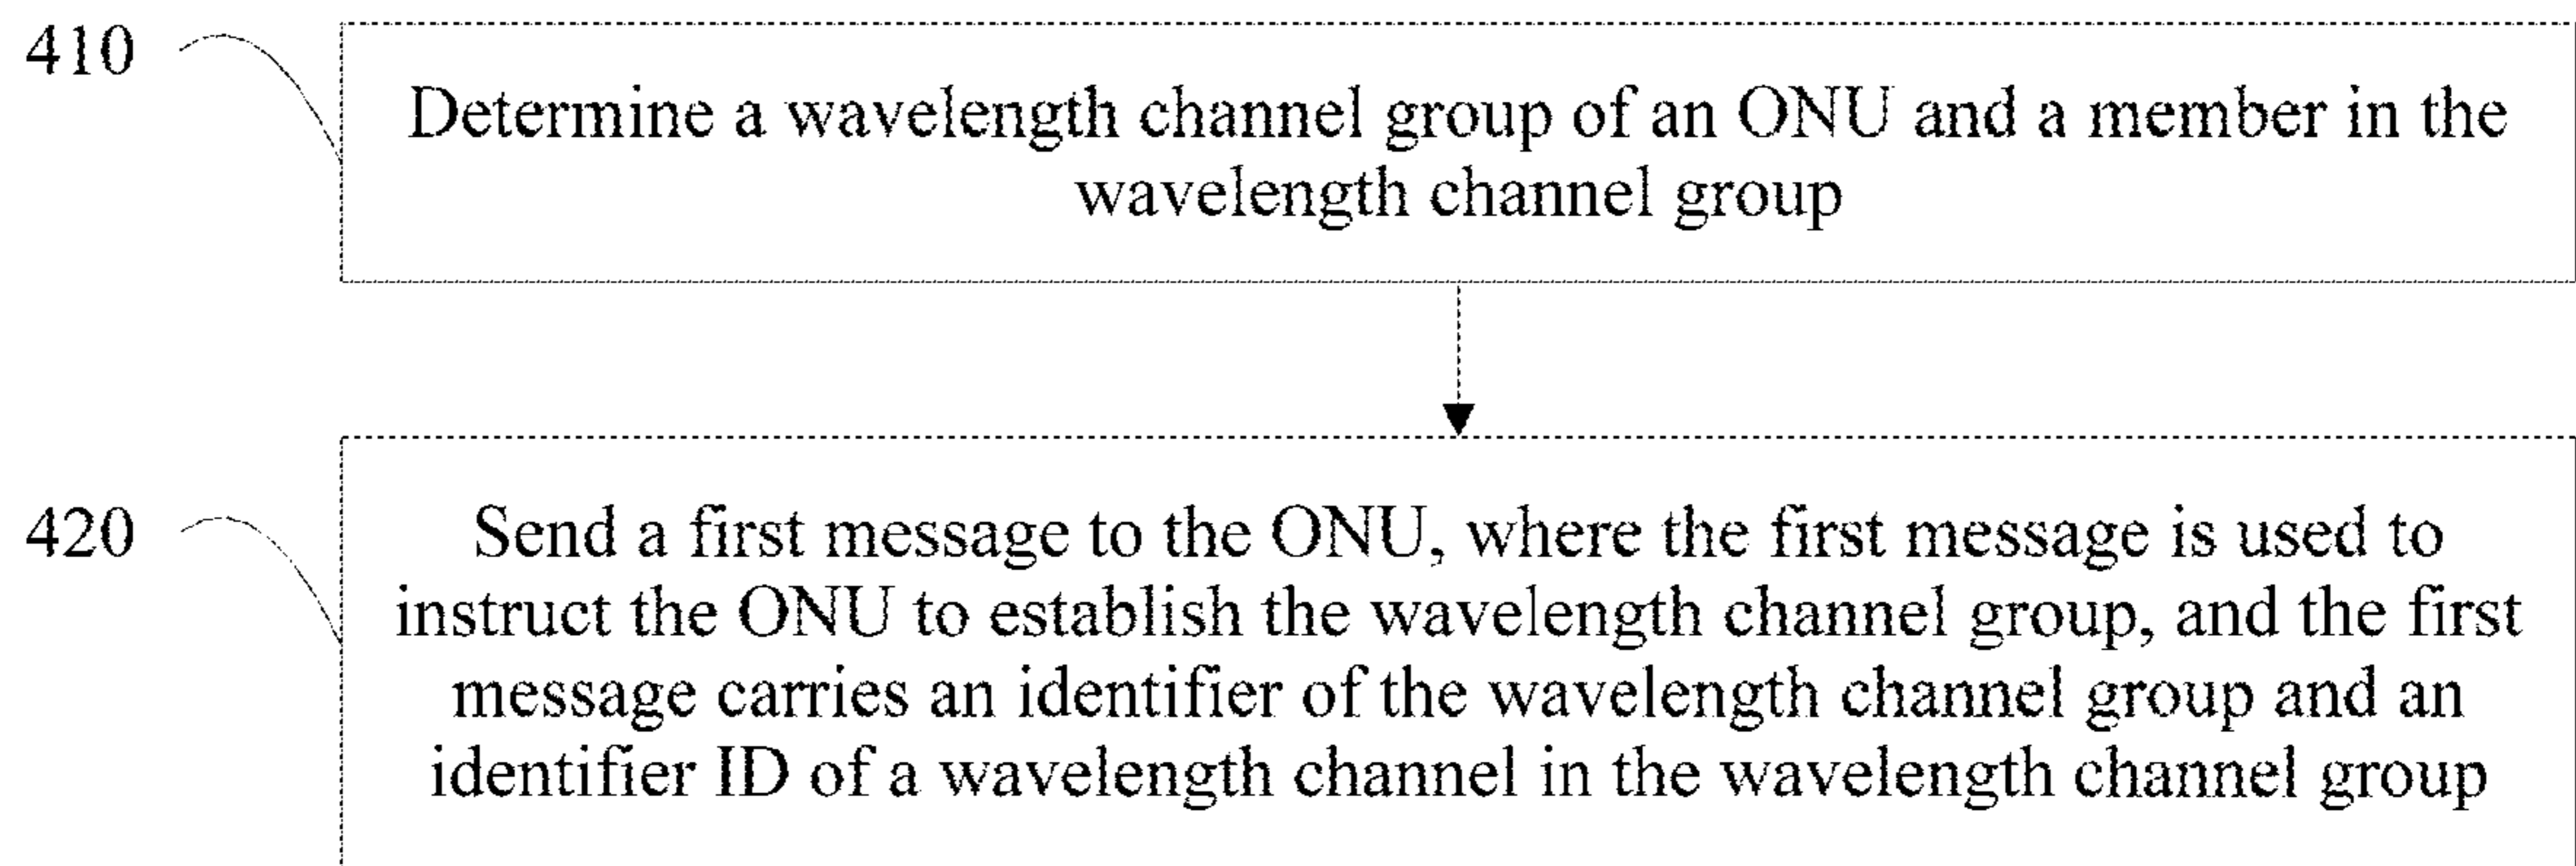 410
Determine a wavelength channel group of an ONU and a member in the
wavelength channel group
420
Send a first message to the ONU, where the first message is used to
instruct the ONU to establish the wavelength channel group, and the first
message carries an identifier of the wavelength channel group and an
identifier ID of a wavelength channel in the wavelength channel group